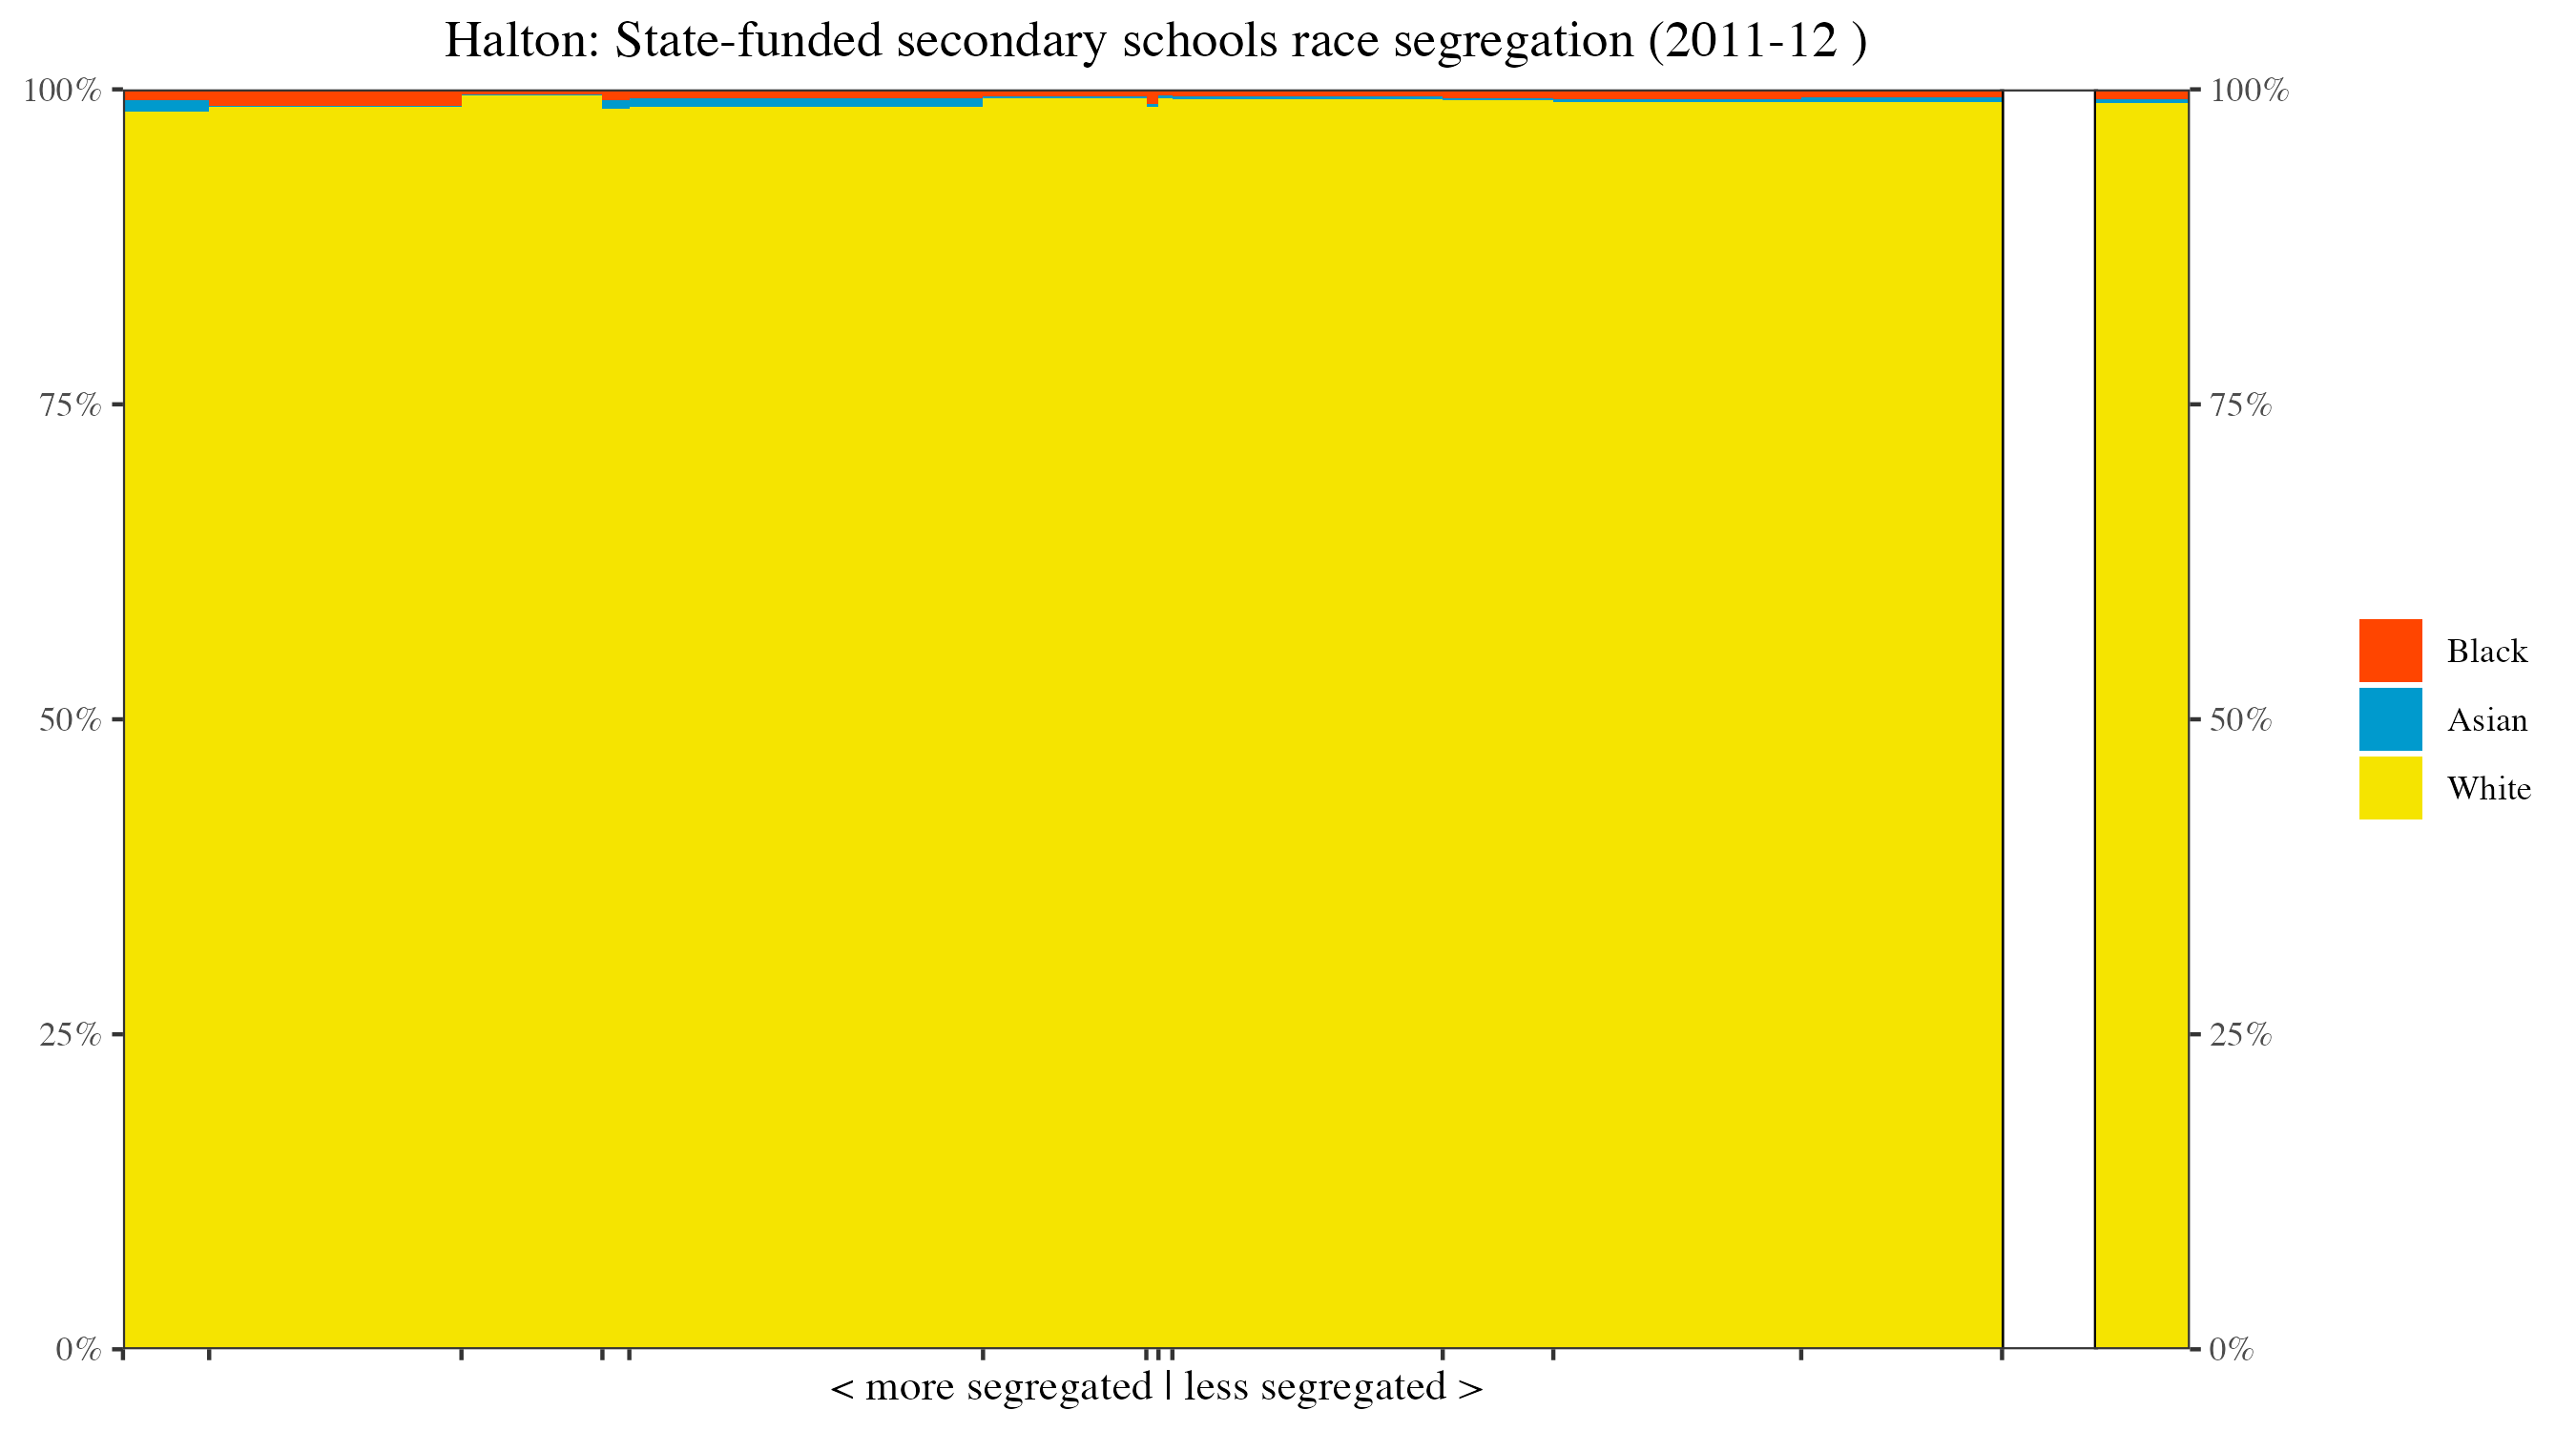 Halton: State-funded secondary schools race segregation (2011-12 )
100%
75%
50%
25%
0%
100%
75%
50%
25%
0%
Black
Asian
White
< more segregated | less segregated >